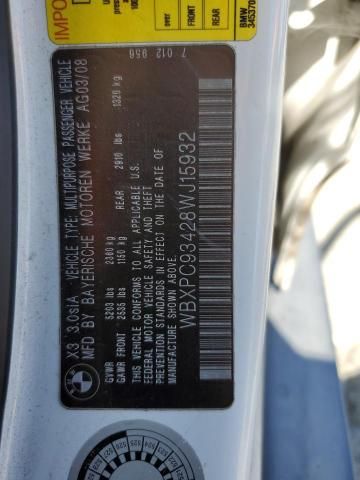 X3 3.0siA VEHICLE TYPE: MULTIPURPOSE PASSENGER VEHICLE
MFD BY BAYERISCHE MOTOREN WERKE AG 03/08
GVWR 5203 lbs 2360 kg
GAWR FRONT 2535 lbs 1150 kg REAR 2910 lbs 1320 kg
THIS VEHICLE CONFORMS TO ALL APPLICABLE U.S.
FEDERAL MOTOR VEHICLE SAFETY AND THEFT
PREVENTION STANDARDS IN EFFECT ON THE DATE OF
MANUFACTURE SHOWN ABOVE.
WBXPC93428WJ15932
7 012 956
IMPO
BMW